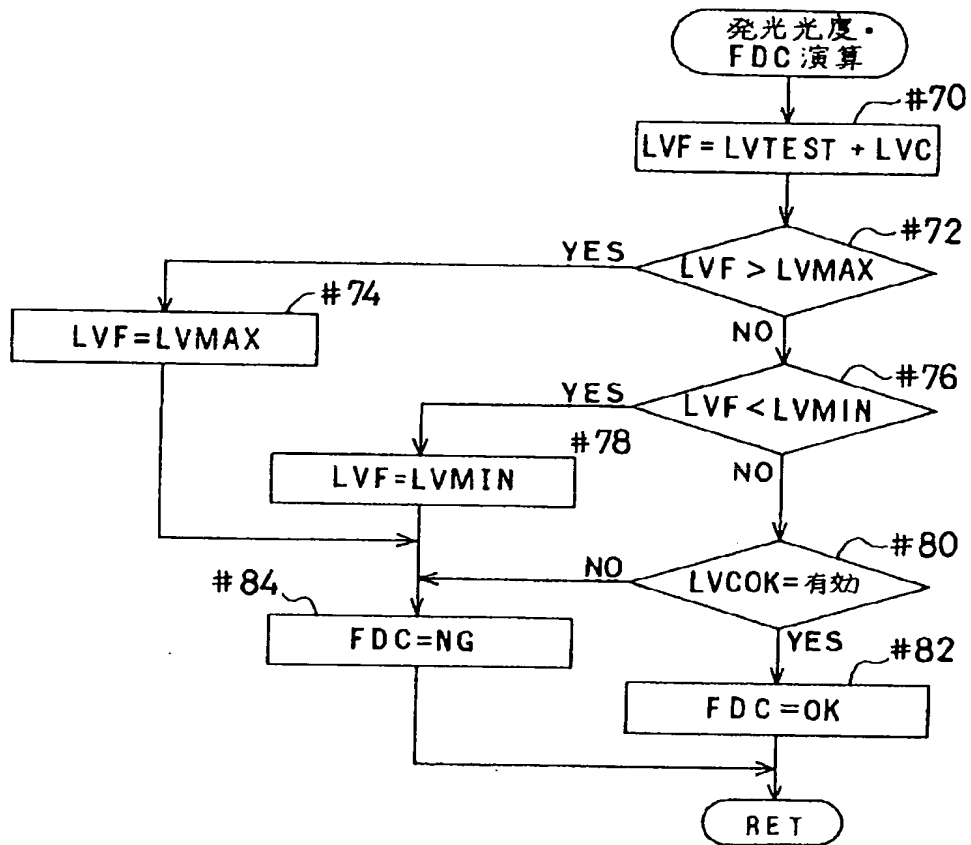 発光光度・
FDC演算
#70
LVF=LVTEST+LVC
#72
YES
LVF>LVMAX
#74
LVF=LVMAX
NO
#76
YES
LVF<LVMIN
#78
LVF=LVMIN
NO
#80
NO
LVCOK=有効
#84
FDC=NG
YES
#82
FDC=OK
RET